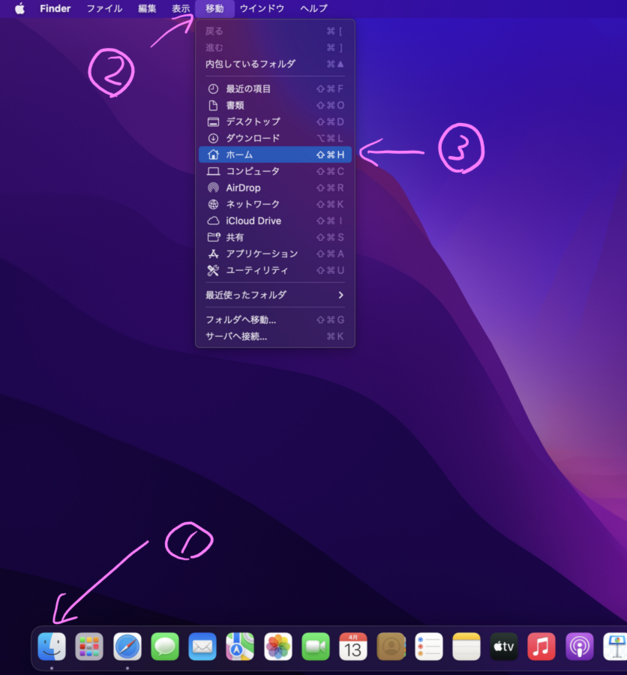 Finder ファイル 編集 表示 移動 ウインドウ ヘルプ
戻る ⌘ [
進む ⌘ ]
内包しているフォルダ ⌘▲
②
最近の項目 ⇧⌘F
書類 ⇧⌘O
デスクトップ ⇧⌘D
ダウンロード ⌥⌘L
ホーム ⇧⌘H
③
コンピュータ ⇧⌘C
AirDrop ⇧⌘R
ネットワーク ⇧⌘K
iCloud Drive ⇧⌘I
共有 ⇧⌘S
アプリケーション ⇧⌘A
ユーティリティ ⇧⌘U
最近使ったフォルダ
フォルダへ移動... ⇧⌘G
サーバへ接続... ⌘K
①
4月
13
tv